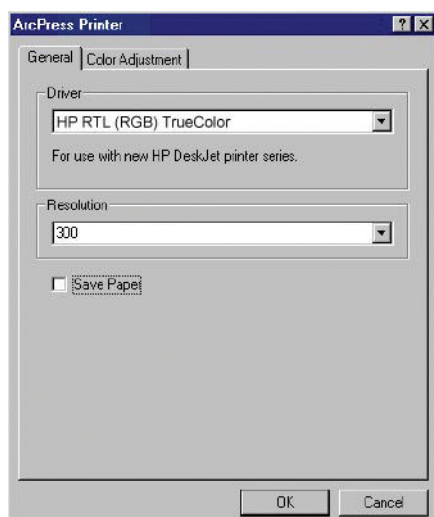 ArcPress Printer
General Color Adjustment
Driver
HP RTL (RGB) TrueColor
For use with new HP DeskJet printer series.
Resolution
300
Save Paper
OK Cancel